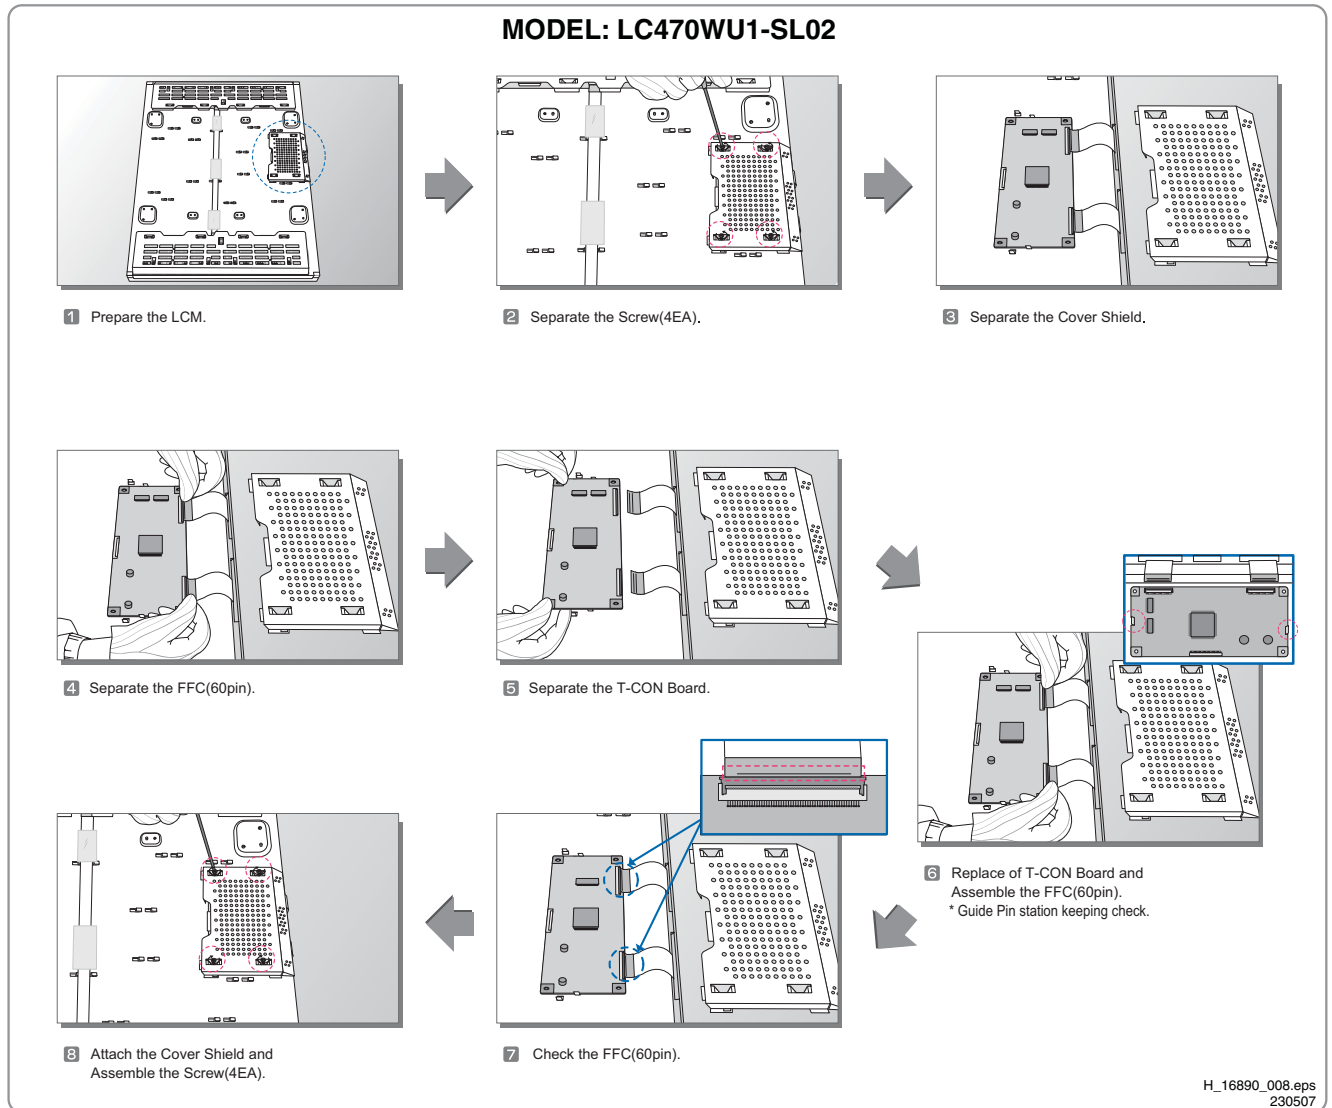 MODEL: LC470WU1-SL02
1 Prepare the LCM.
2 Separate the Screw(4EA).
3 Separate the Cover Shield.
4 Separate the FFC(60pin).
5 Separate the T-CON Board.
6 Replace of T-CON Board and
Assemble the FFC(60pin).
* Guide Pin station keeping check.
7 Check the FFC(60pin).
8 Attach the Cover Shield and
Assemble the Screw(4EA).
H_16890_008.eps
230507